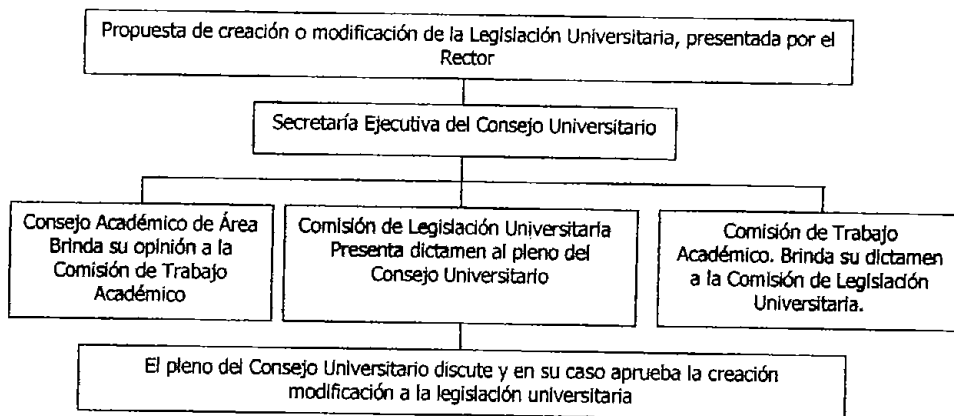 Propuesta de creación o modificación de la Legislación Universitaria, presentada por el
Rector
Secretaría Ejecutiva del Consejo Universitario
Consejo Académico de Área
Brinda su opinión a la
Comisión de Trabajo
Académico
Comisión de Legislación Universitaria
Presenta dictamen al pleno del
Consejo Universitario
Comisión de Trabajo
Académico. Brinda su dictamen
a la Comisión de Legislación
Universitaria.
El pleno del Consejo Universitario discute y en su caso aprueba la creación
modificación a la legislación universitaria